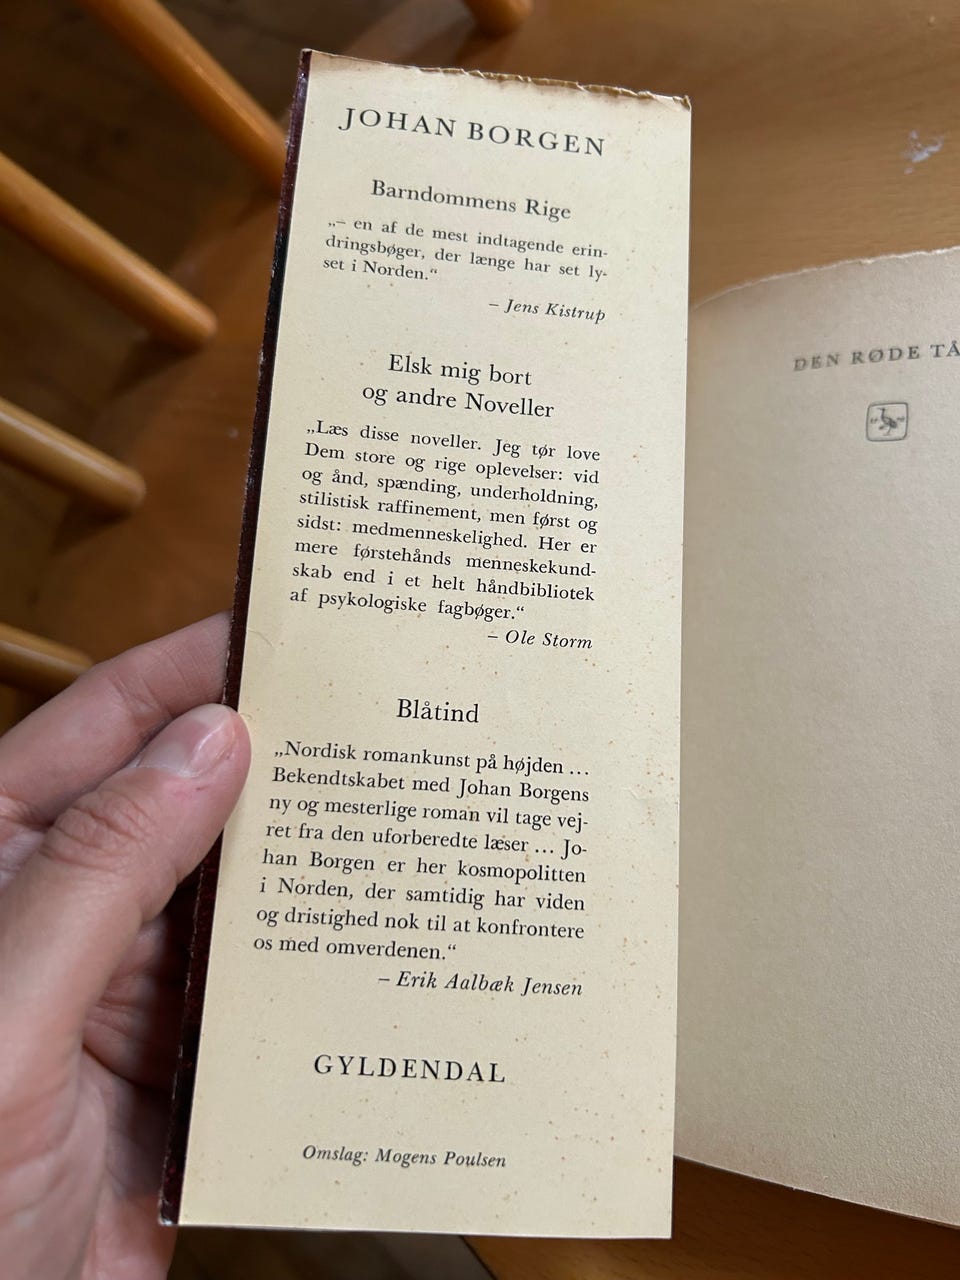 JOHAN BORGEN
Barndommens Rige
„– en af de mest indtagende erin-
dringsbøger, der længe har set ly-
set i Norden.“
– Jens Kistrup
Elsk mig bort
og andre Noveller
„Læs disse noveller. Jeg tør love
Dem store og rige oplevelser: vid
og ånd, spænding, underholdning,
stilistisk raffinement, men først og
sidst: medmenneskelighed. Her er
mere førstehånds menneskekund-
skab end i et helt håndbibliotek
af psykologiske fagbøger.“
– Ole Storm
Blåtind
„Nordisk romankunst på højden ...
Bekendtskabet med Johan Borgens
ny og mesterlige roman vil tage vej-
ret fra den uforberedte læser ... Jo-
han Borgen er her kosmopolitten
i Norden, der samtidig har viden
og dristighed nok til at konfrontere
os med omverdenen.“
– Erik Aalbæk Jensen
GYLDENDAL
Omslag: Mogens Poulsen
DEN RØDE TÅ